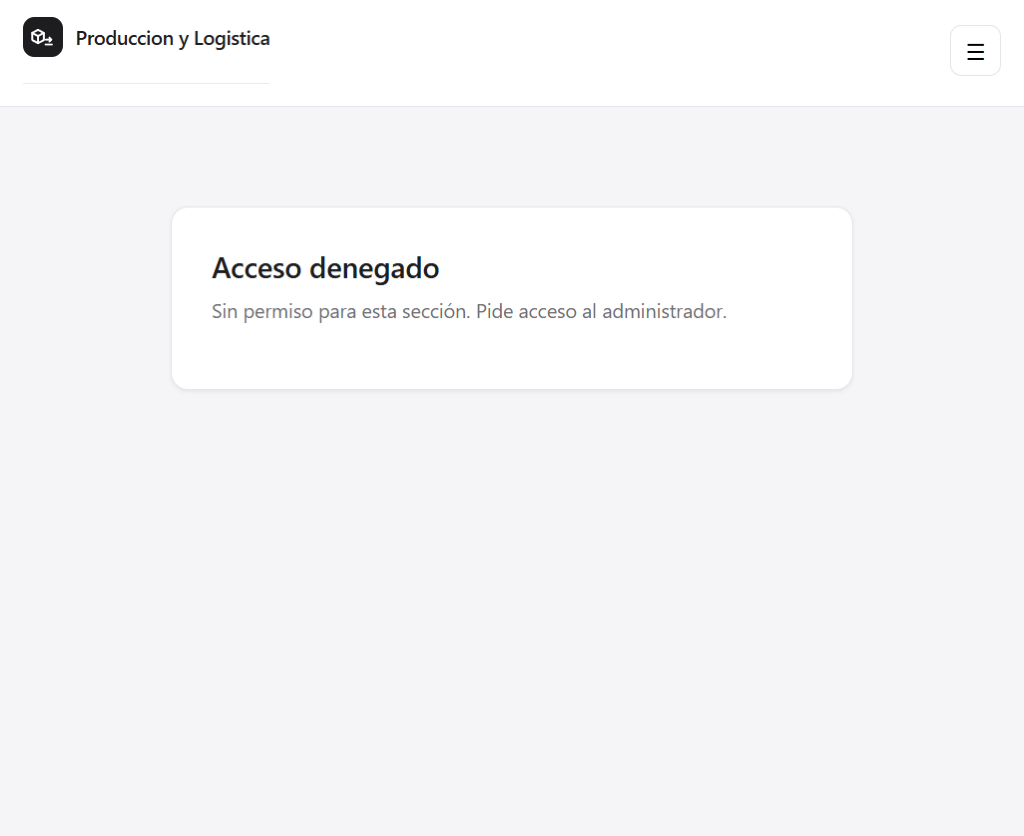 Produccion y Logistica
Acceso denegado
Sin permiso para esta sección. Pide acceso al administrador.